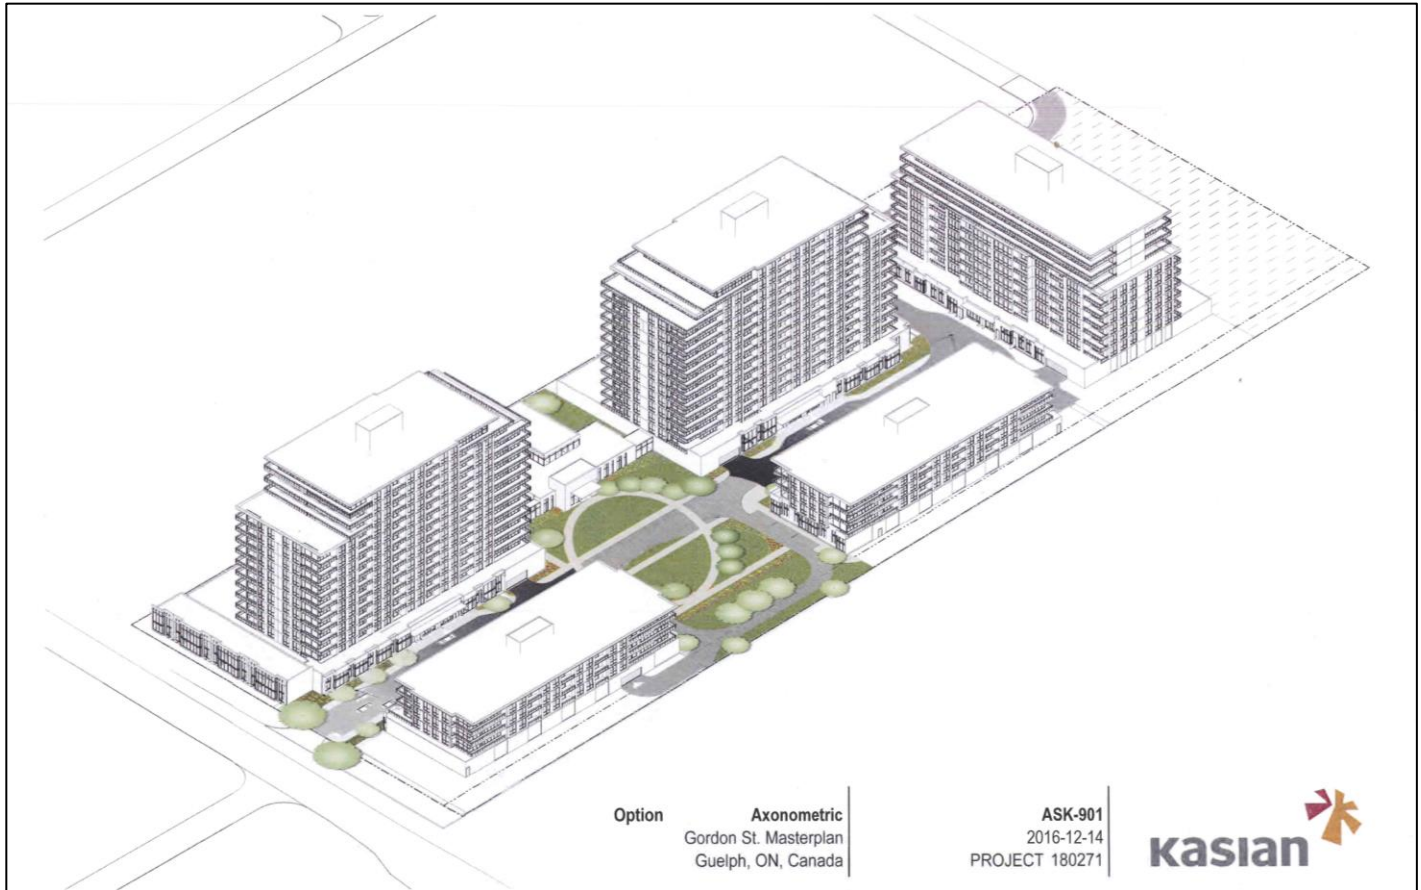 Option Axonometric
Gordon St. Masterplan
Guelph, ON, Canada
ASK-901
2016-12-14
PROJECT 180271
Kasian